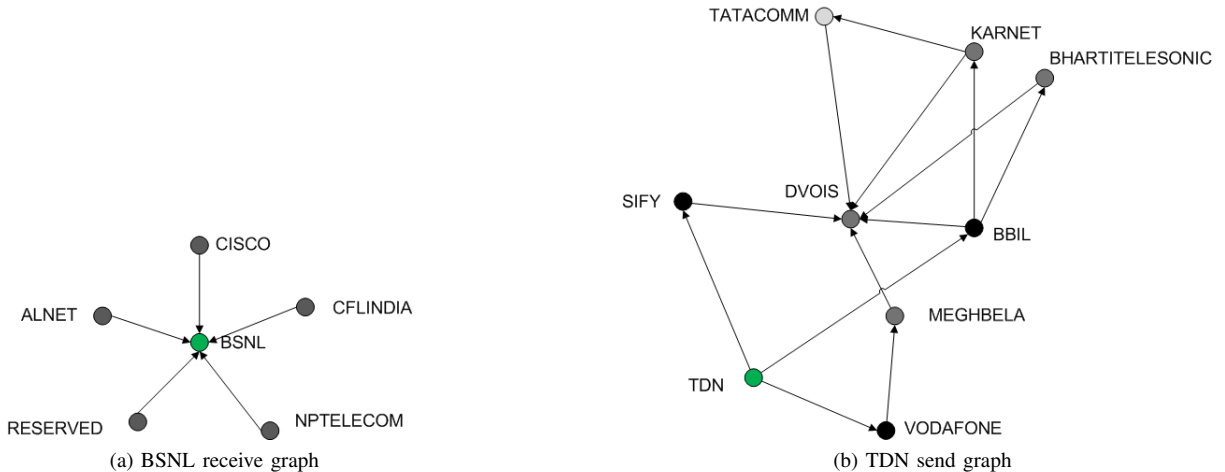 TATACOMM
KARNET
BHARTITELESONIC
SIFY
DVOIS
BBIL
CISCO
ALNET
CFLINDIA
BSNL
MEGHBELA
TDN
RESERVED
NPTELECOM
VODAFONE
(a) BSNL receive graph
(b) TDN send graph